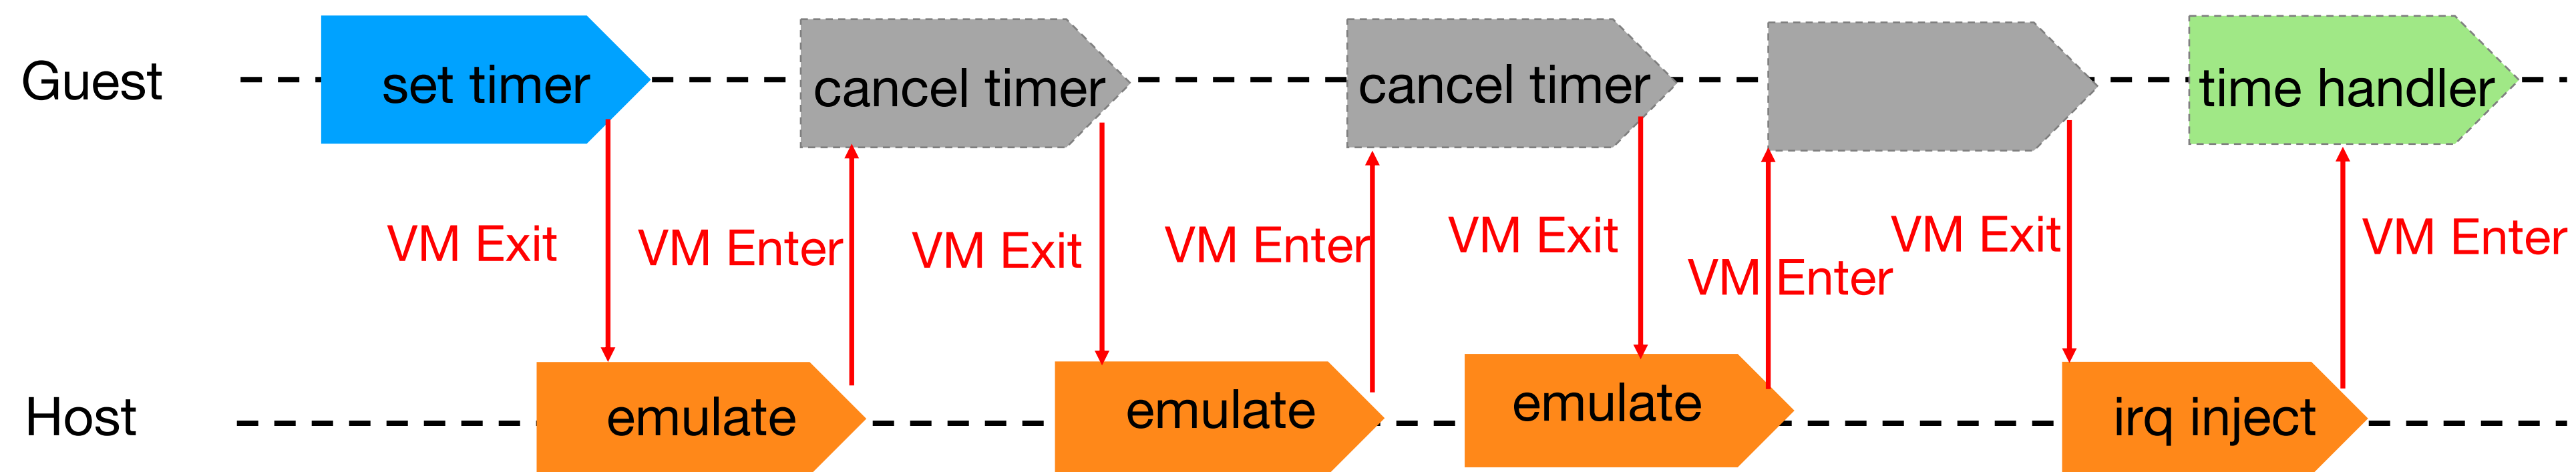 Guest
set timer
cancel timer
cancel timer
time handler
VM Exit
VM Enter
VM Exit
VM Enter
VM Exit
VM Enter
VM Exit
VM Enter
Host
emulate
emulate
emulate
irq inject